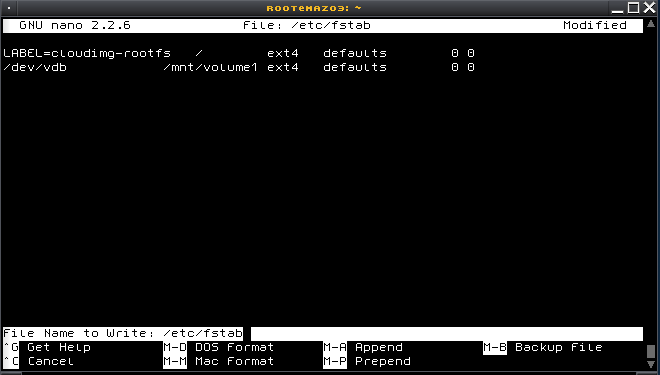 ROOT@MAZ03: ~
GNU nano 2.2.6 File: /etc/fstab Modified
LABEL=cloudimg-rootfs / ext4 defaults 0 0
/dev/vdb /mnt/volume1 ext4 defaults 0 0
File Name to Write: /etc/fstab
^G Get Help M-D DOS Format M-A Append M-B Backup File
^C Cancel M-M Mac Format M-P Prepend